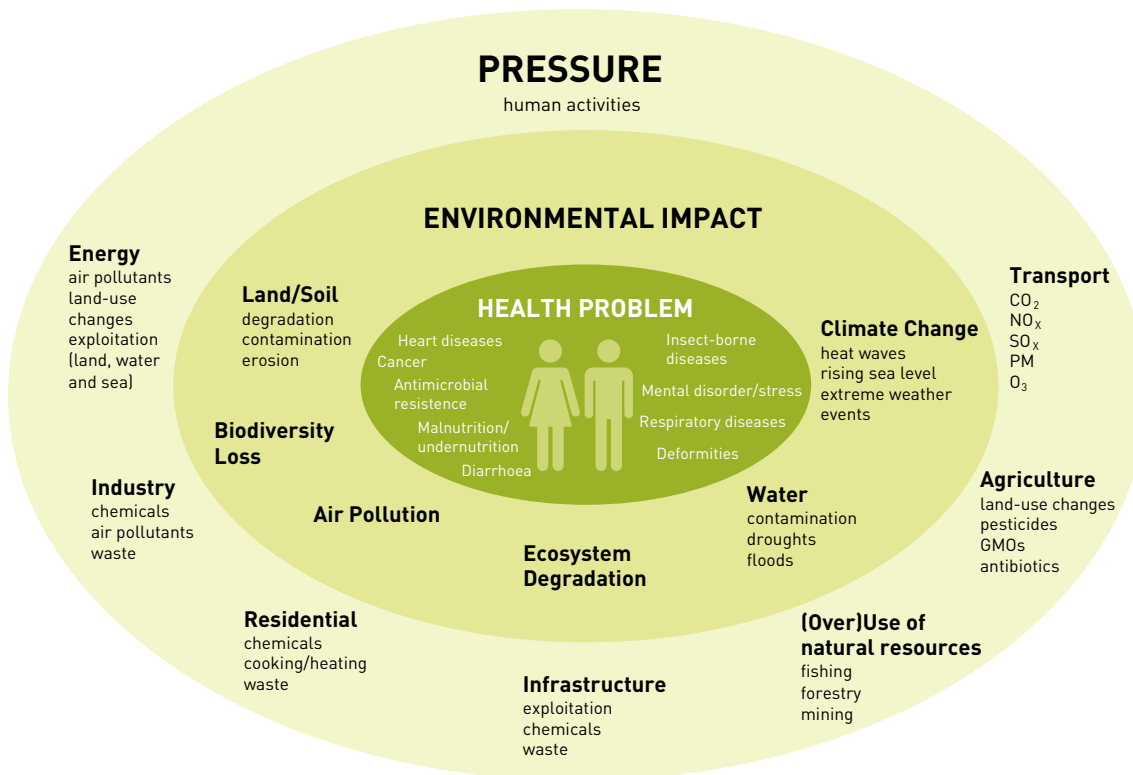 PRESSURE
human activities
ENVIRONMENTAL IMPACT
Energy
air pollutants
land-use
changes
exploitation
(land, water
and sea)
Land/Soil
degradation
contamination
erosion
HEALTH PROBLEM
Heart diseases
Cancer
Antimicrobial
resistence
Malnutrition/
undernutrition
Diarrhoea
Insect-borne
diseases
Mental disorder/stress
Respiratory diseases
Deformities
Climate Change
heat waves
rising sea level
extreme weather
events
Transport
CO₂
NOₓ
SOₓ
PM
O₃
Biodiversity
Loss
Air Pollution
Ecosystem
Degradation
Water
contamination
droughts
floods
Industry
chemicals
air pollutants
waste
Agriculture
land-use changes
pesticides
GMOs
antibiotics
Residential
chemicals
cooking/heating
waste
Infrastructure
exploitation
chemicals
waste
(Over)Use of
natural resources
fishing
forestry
mining